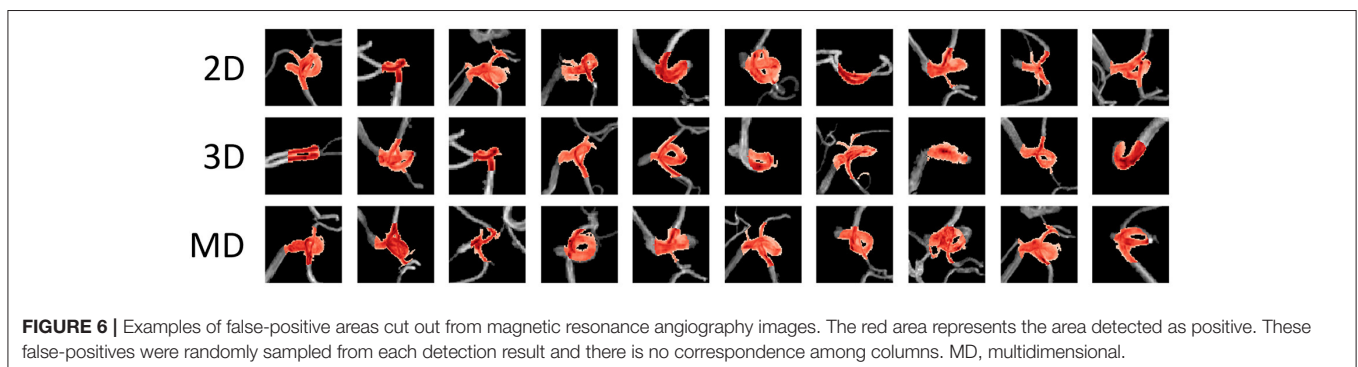 2D
3D
MD
FIGURE 6 | Examples of false-positive areas cut out from magnetic resonance angiography images. The red area represents the area detected as positive. These
false-positives were randomly sampled from each detection result and there is no correspondence among columns. MD, multidimensional.